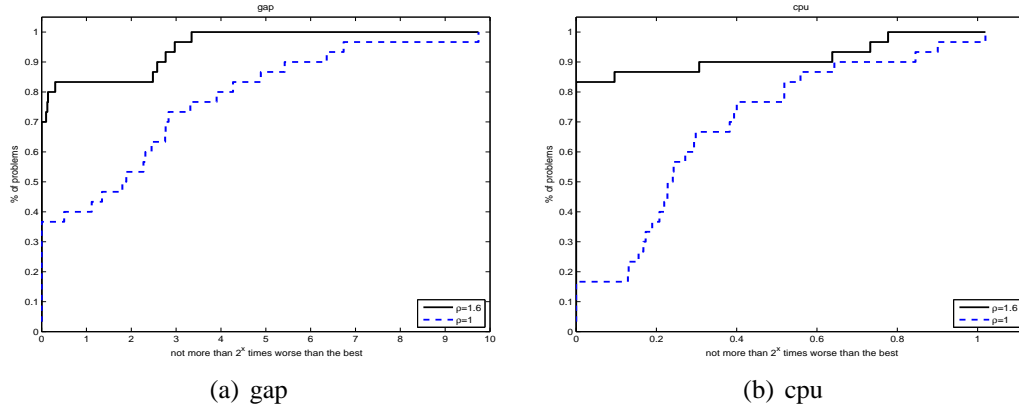 gap
1
0.9
0.8
0.7
0.6
0.5
0.4
0.3
0.2
0.1
0
% of problems
0 1 2 3 4 5 6 7 8 9 10
not more than 2^x times worse than the best
ρ=1.6
ρ=1
(a) gap
cpu
1
0.9
0.8
0.7
0.6
0.5
0.4
0.3
0.2
0.1
0
% of problems
0 0.2 0.4 0.6 0.8 1
not more than 2^x times worse than the best
ρ=1.6
ρ=1
(b) cpu